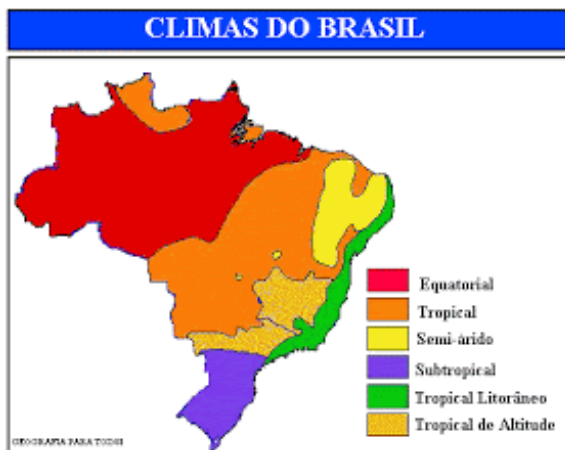 CLIMAS DO BRASIL
Equatorial
Tropical
Semi-árido
Subtropical
Tropical Litorâneo
Tropical de Altitude
GEOGRAFIA PARA TODOS